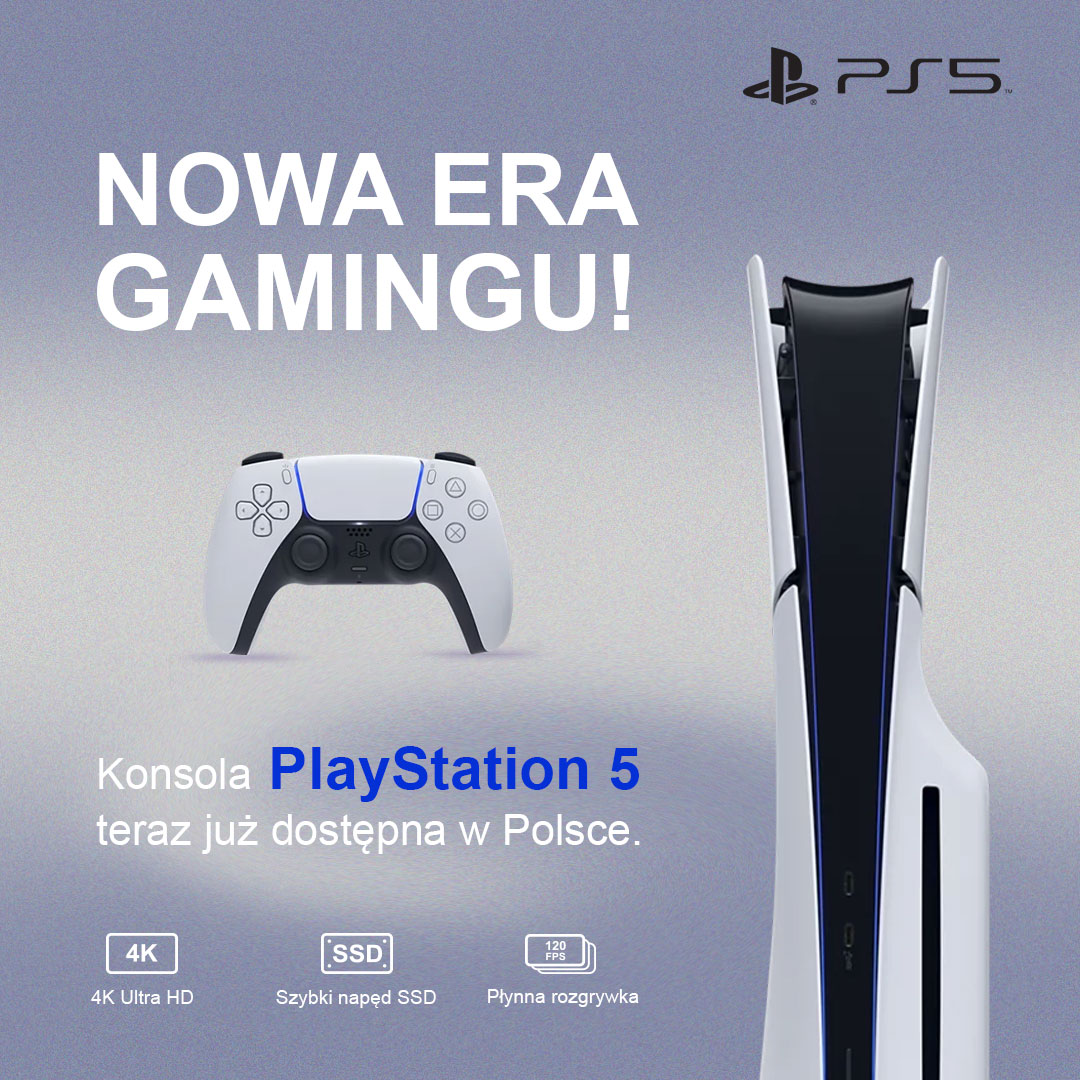 PS5
NOWA ERA
GAMINGU!
Konsola PlayStation 5
teraz już dostępna w Polsce.
4K
4K Ultra HD
SSD
Szybki napęd SSD
120
FPS
Płynna rozgrywka